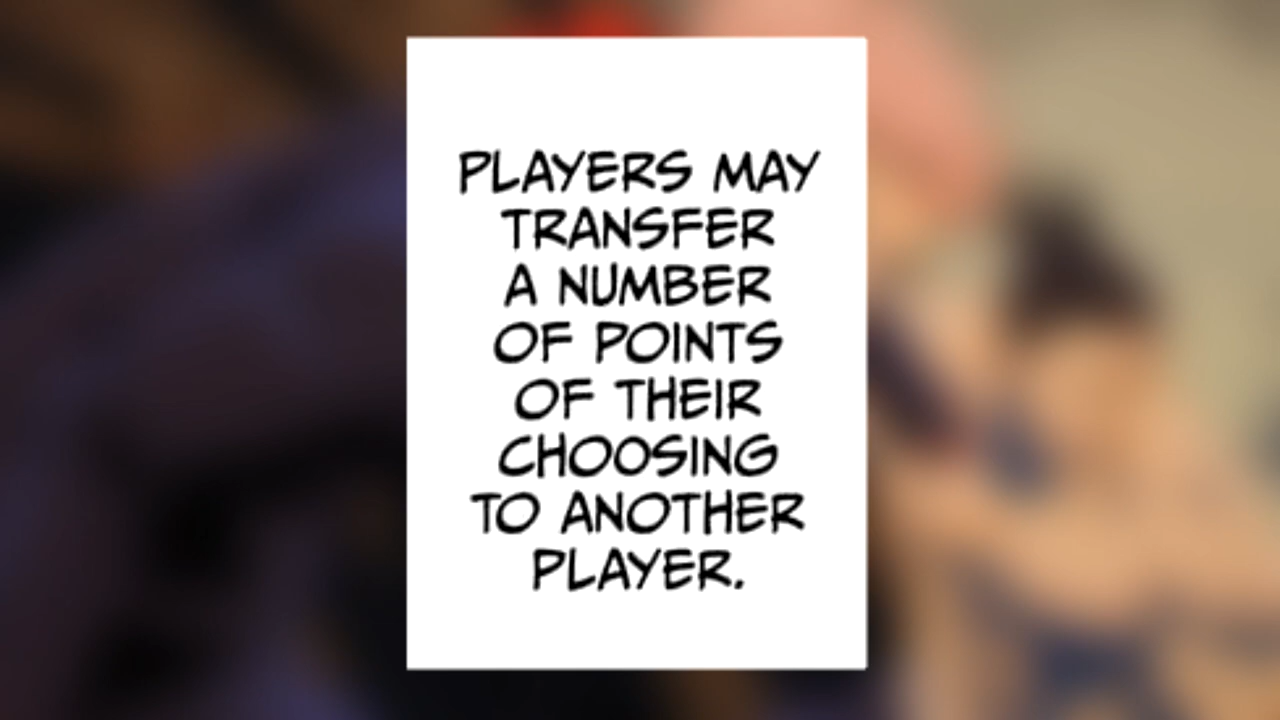 PLAYERS MAY
TRANSFER
A NUMBER
OF POINTS
OF THEIR
CHOOSING
TO ANOTHER
PLAYER.